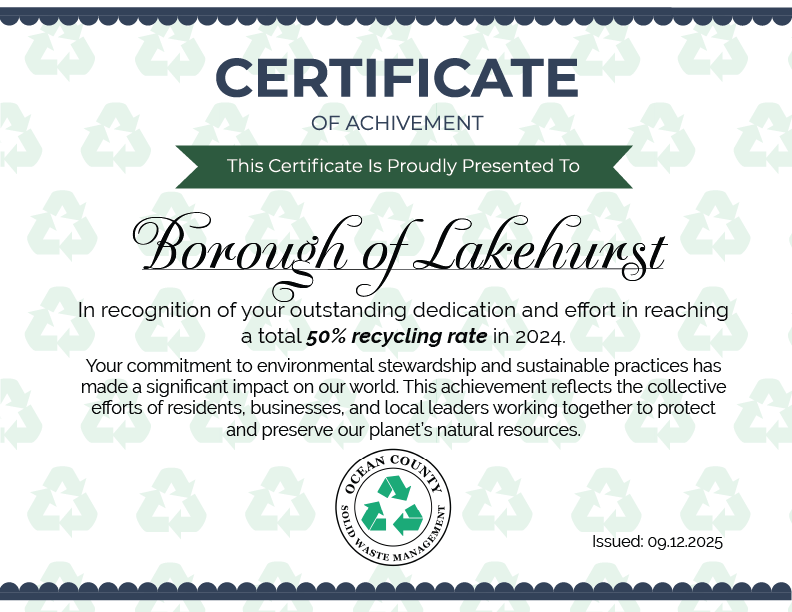 CERTIFICATE
OF ACHIVEMENT
This Certificate Is Proudly Presented To
Borough of Lakehurst
In recognition of your outstanding dedication and effort in reaching
a total 50% recycling rate in 2024.
Your commitment to environmental stewardship and sustainable practices has
made a significant impact on our world. This achievement reflects the collective
efforts of residents, businesses, and local leaders working together to protect
and preserve our planet's natural resources.
OCEAN COUNTY
SOLID WASTE MANAGEMENT
Issued: 09.12.2025